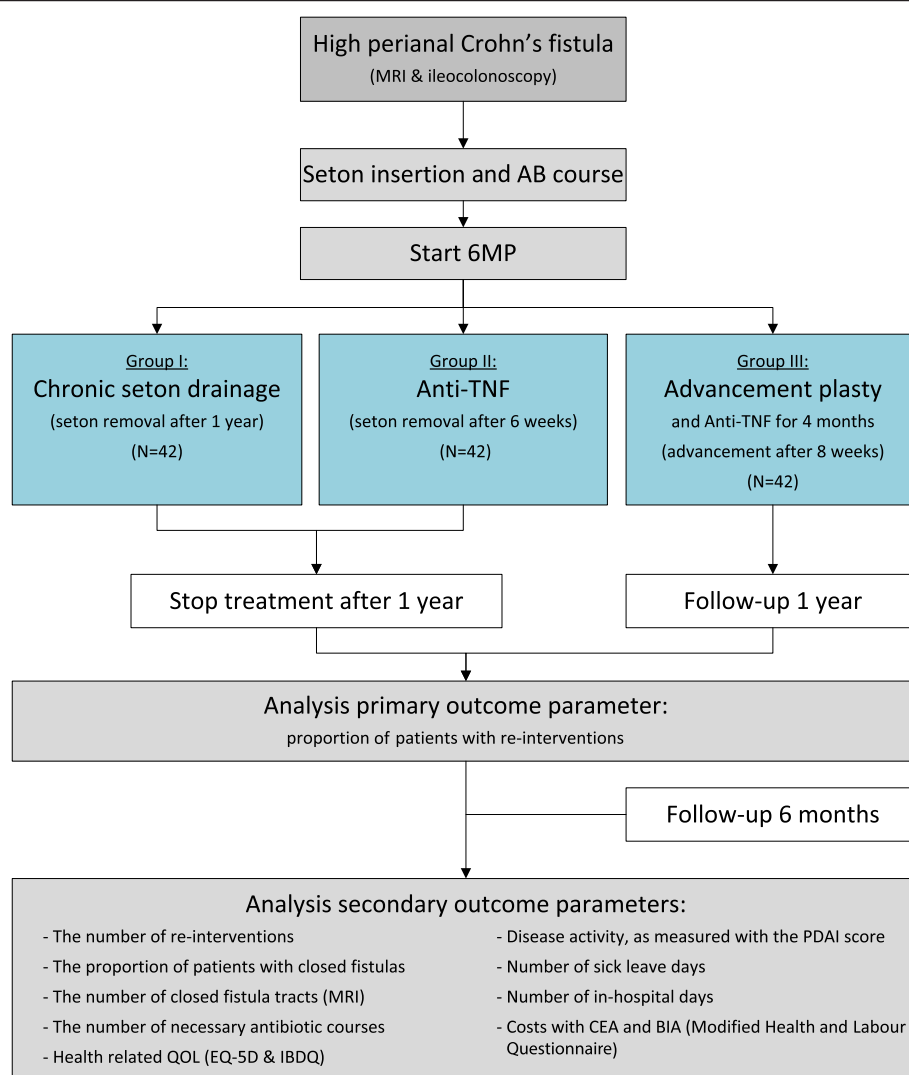 High perianal Crohn’s fistula
(MRI & ileocolonoscopy)
Seton insertion and AB course
Start 6MP
Group I:
Chronic seton drainage
(seton removal after 1 year)
(N=42)
Group II:
Anti-TNF
(seton removal after 6 weeks)
(N=42)
Group III:
Advancement plasty
and Anti-TNF for 4 months
(advancement after 8 weeks)
(N=42)
Stop treatment after 1 year
Follow-up 1 year
Analysis primary outcome parameter:
proportion of patients with re-interventions
Follow-up 6 months
Analysis secondary outcome parameters:
- The number of re-interventions
- The proportion of patients with closed fistulas
- The number of closed fistula tracts (MRI)
- The number of necessary antibiotic courses
- Health related QOL (EQ-5D & IBDQ)
- Disease activity, as measured with the PDAI score
- Number of sick leave days
- Number of in-hospital days
- Costs with CEA and BIA (Modified Health and Labour
Questionnaire)